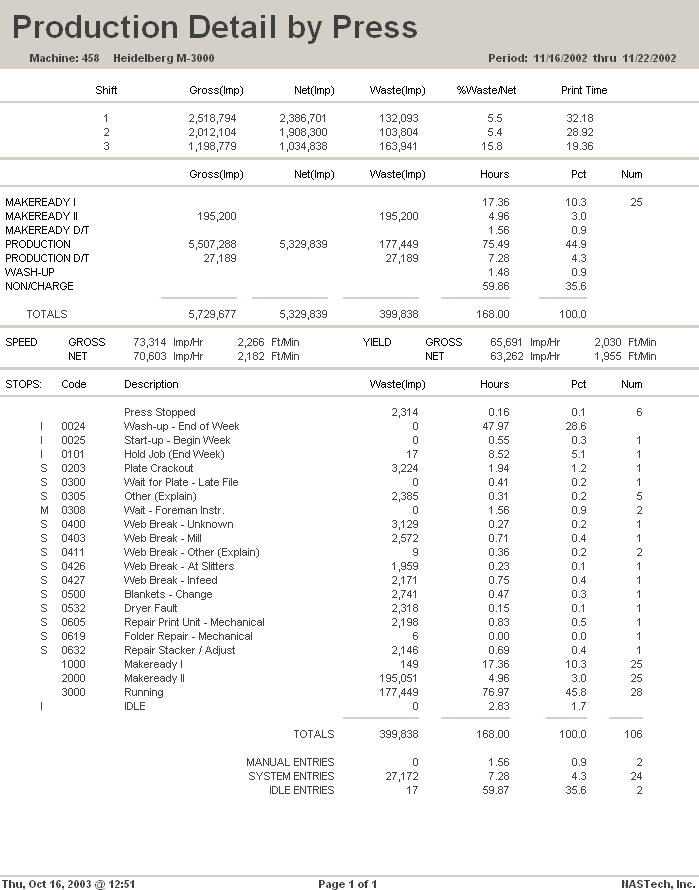 Production Detail by Press
Machine: 458 Heidelberg M-3000 Period: 11/16/2002 thru 11/22/2002
Shift Gross(Imp) Net(Imp) Waste(Imp) %Waste/Net Print Time
1 2,518,794 2,386,701 132,093 5.5 32.18
2 2,012,104 1,908,300 103,804 5.4 28.92
3 1,198,779 1,034,838 163,941 15.8 19.36
Gross(Imp) Net(Imp) Waste(Imp) Hours Pct Num
MAKEREADY I 17.36 10.3 25
MAKEREADY II 195,200 195,200 4.96 3.0
MAKEREADY D/T 1.56 0.9
PRODUCTION 5,507,288 5,329,839 177,449 75.49 44.9
PRODUCTION D/T 27,189 27,189 7.28 4.3
WASH-UP 1.48 0.9
NON/CHARGE 59.86 35.6
TOTALS 5,729,677 5,329,839 399,838 168.00 100.0
SPEED GROSS 73,314 Imp/Hr 2,266 Ft/Min YIELD GROSS 65,691 Imp/Hr 2,030 Ft/Min
NET 70,603 Imp/Hr 2,182 Ft/Min NET 63,262 Imp/Hr 1,955 Ft/Min
STOPS: Code Description Waste(Imp) Hours Pct Num
Press Stopped 2,314 0.16 0.1 6
I 0024 Wash-up - End of Week 0 47.97 28.6
I 0025 Start-up - Begin Week 0 0.55 0.3 1
I 0101 Hold Job (End Week) 17 8.52 5.1 1
S 0203 Plate Crackout 3,224 1.94 1.2 1
S 0300 Wait for Plate - Late File 0 0.41 0.2 1
S 0305 Other (Explain) 2,385 0.31 0.2 5
M 0308 Wait - Foreman Instr. 0 1.56 0.9 2
S 0400 Web Break - Unknown 3,129 0.27 0.2 1
S 0403 Web Break - Mill 2,572 0.71 0.4 1
S 0411 Web Break - Other (Explain) 9 0.36 0.2 2
S 0426 Web Break - At Slitters 1,959 0.23 0.1 1
S 0427 Web Break - Infeed 2,171 0.75 0.4 1
S 0500 Blankets - Change 2,741 0.47 0.3 1
S 0532 Dryer Fault 2,318 0.15 0.1 1
S 0605 Repair Print Unit - Mechanical 2,198 0.83 0.5 1
S 0619 Folder Repair - Mechanical 6 0.00 0.0 1
S 0632 Repair Stacker / Adjust 2,146 0.69 0.4 1
1000 Makeready I 149 17.36 10.3 25
2000 Makeready II 195,051 4.96 3.0 25
3000 Running 177,449 76.97 45.8 28
I IDLE 0 2.83 1.7
TOTALS 399,838 168.00 100.0 106
MANUAL ENTRIES 0 1.56 0.9 2
SYSTEM ENTRIES 27,172 7.28 4.3 24
IDLE ENTRIES 17 59.87 35.6 2
Thu, Oct 16, 2003 @ 12:51 Page 1 of 1 NASTech, Inc.